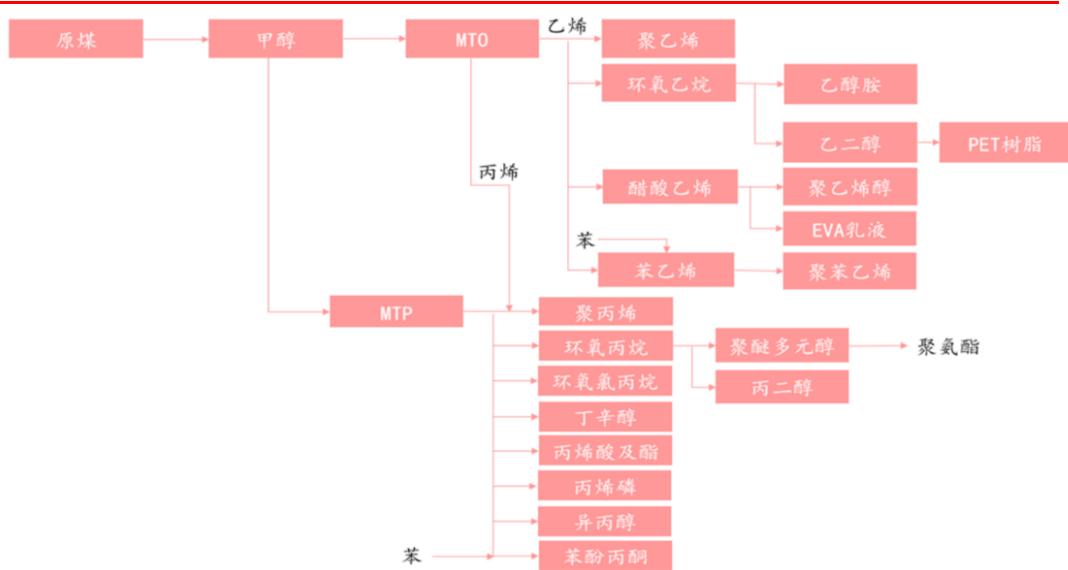 原煤
甲醇
MTO
乙烯
聚乙烯
环氧乙烷
乙醇胺
乙二醇
PET树脂
丙烯
醋酸乙烯
聚乙烯醇
EVA乳液
苯
苯乙烯
聚苯乙烯
MTP
聚丙烯
环氧丙烷
聚醚多元醇
聚氨酯
丙二醇
环氧氯丙烷
丁辛醇
丙烯酸及酯
丙烯磷
异丙醇
苯
苯酚丙酮